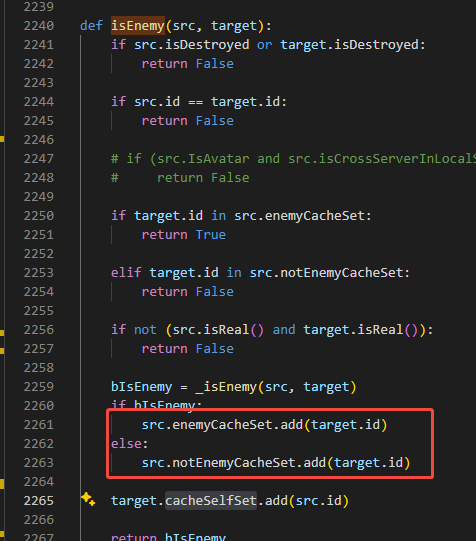 2239
2240 def isEnemy(src, target):
2241 if src.isDestroyed or target.isDestroyed:
2242 return False
2243
2244 if src.id == target.id:
2245 return False
2246
2247 # if (src.IsAvatar and src.isCrossServerInLocalS
2248 # return False
2249
2250 if target.id in src.enemyCacheSet:
2251 return True
2252
2253 elif target.id in src.notEnemyCacheSet:
2254 return False
2255
2256 if not (src.isReal() and target.isReal()):
2257 return False
2258
2259 bIsEnemy = _isEnemy(src, target)
2260 if bIsEnemy:
2261 src.enemyCacheSet.add(target.id)
2262 else:
2263 src.notEnemyCacheSet.add(target.id)
2264
2265 target.cacheSelfSet.add(src.id)
2266
2267 return bIsEnemy